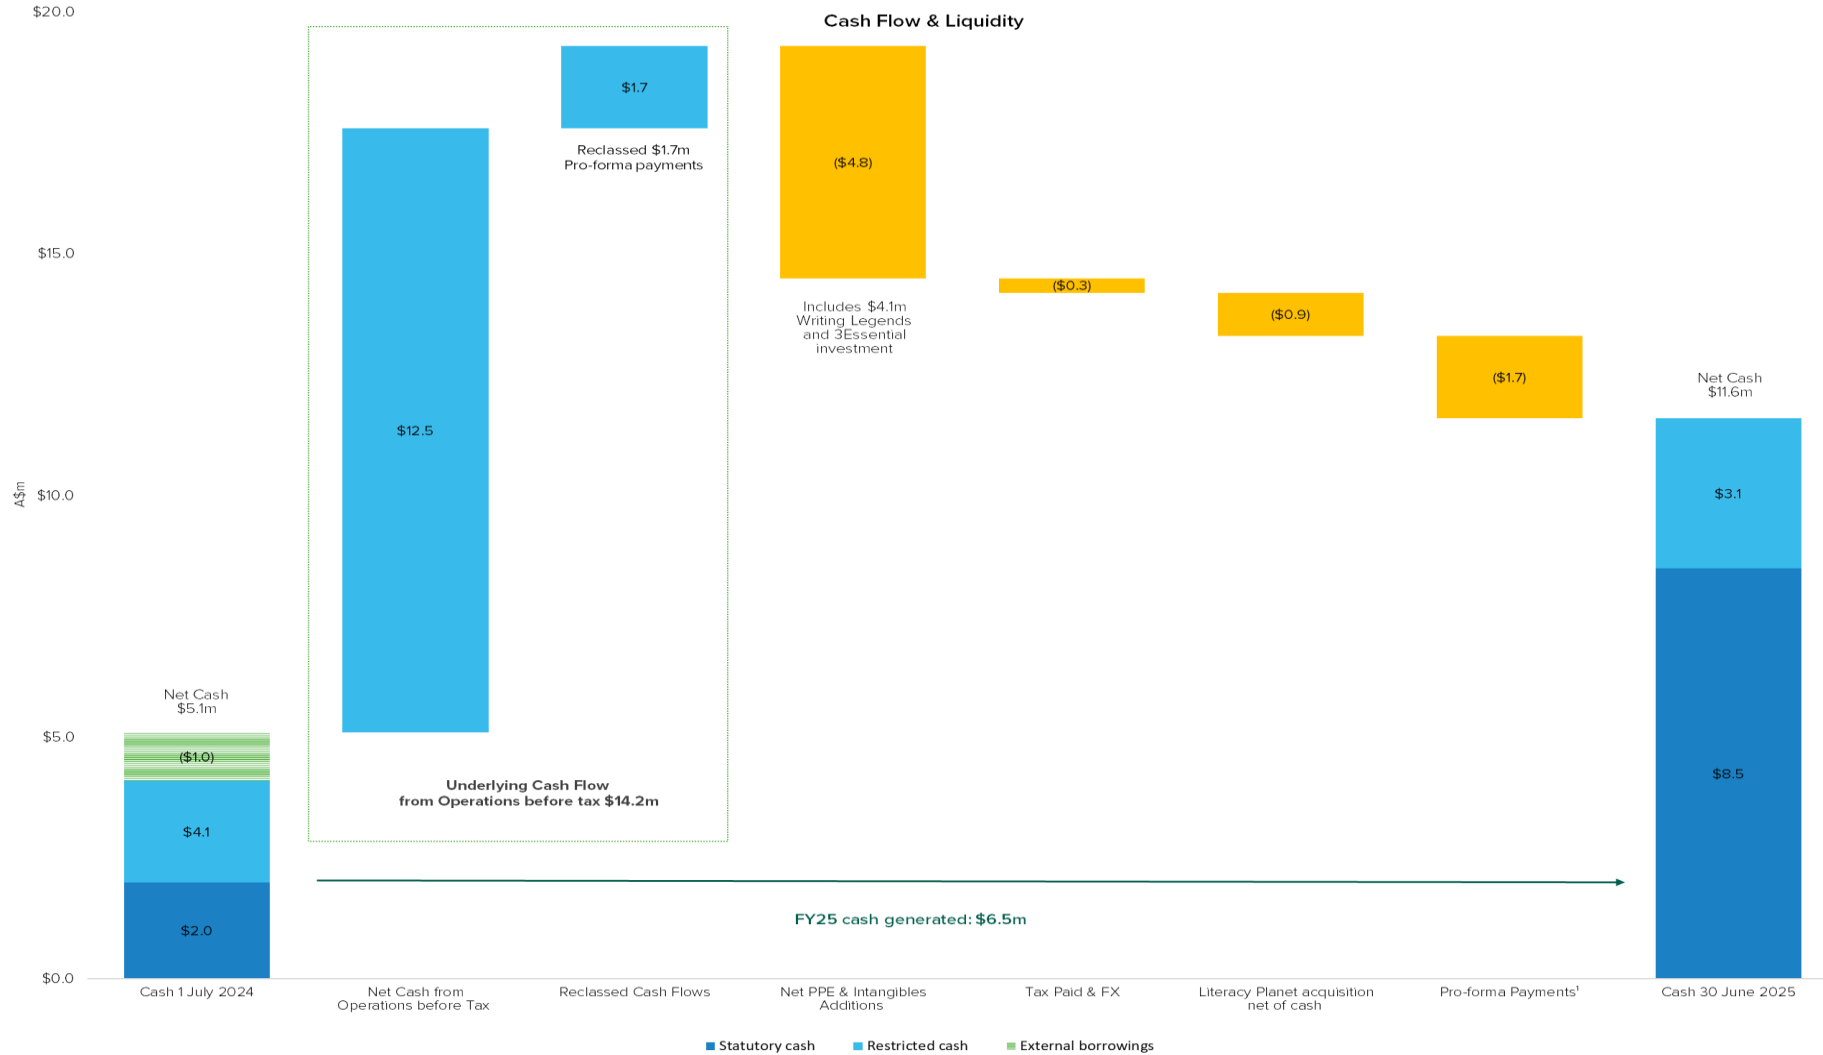 Cash Flow & Liquidity
$20.0
$15.0
$10.0
$5.0
$0.0
A$m
Net Cash
$5.1m
($1.0)
$4.1
$2.0
$12.5
$1.7
Reclassed $1.7m
Pro-forma payments
Underlying Cash Flow
from Operations before tax $14.2m
($4.8)
Includes $4.1m
Writing Legends
and 3Essential
investment
($0.3)
($0.9)
($1.7)
Net Cash
$11.6m
$3.1
$8.5
FY25 cash generated: $6.5m
Cash 1 July 2024
Net Cash from
Operations before Tax
Reclassed Cash Flows
Net PPE & Intangibles
Additions
Tax Paid & FX
Literacy Planet acquisition
net of cash
Pro-forma Payments¹
Cash 30 June 2025
Statutory cash
Restricted cash
External borrowings